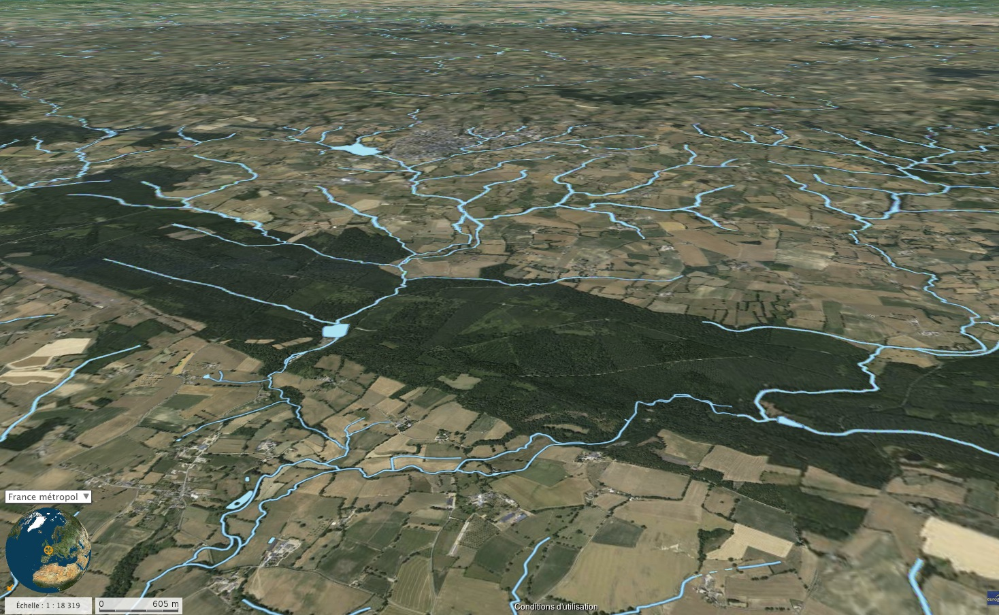 France métropol ▼
Échelle : 1 : 18 319
0 605 m
Conditions d'utilisation